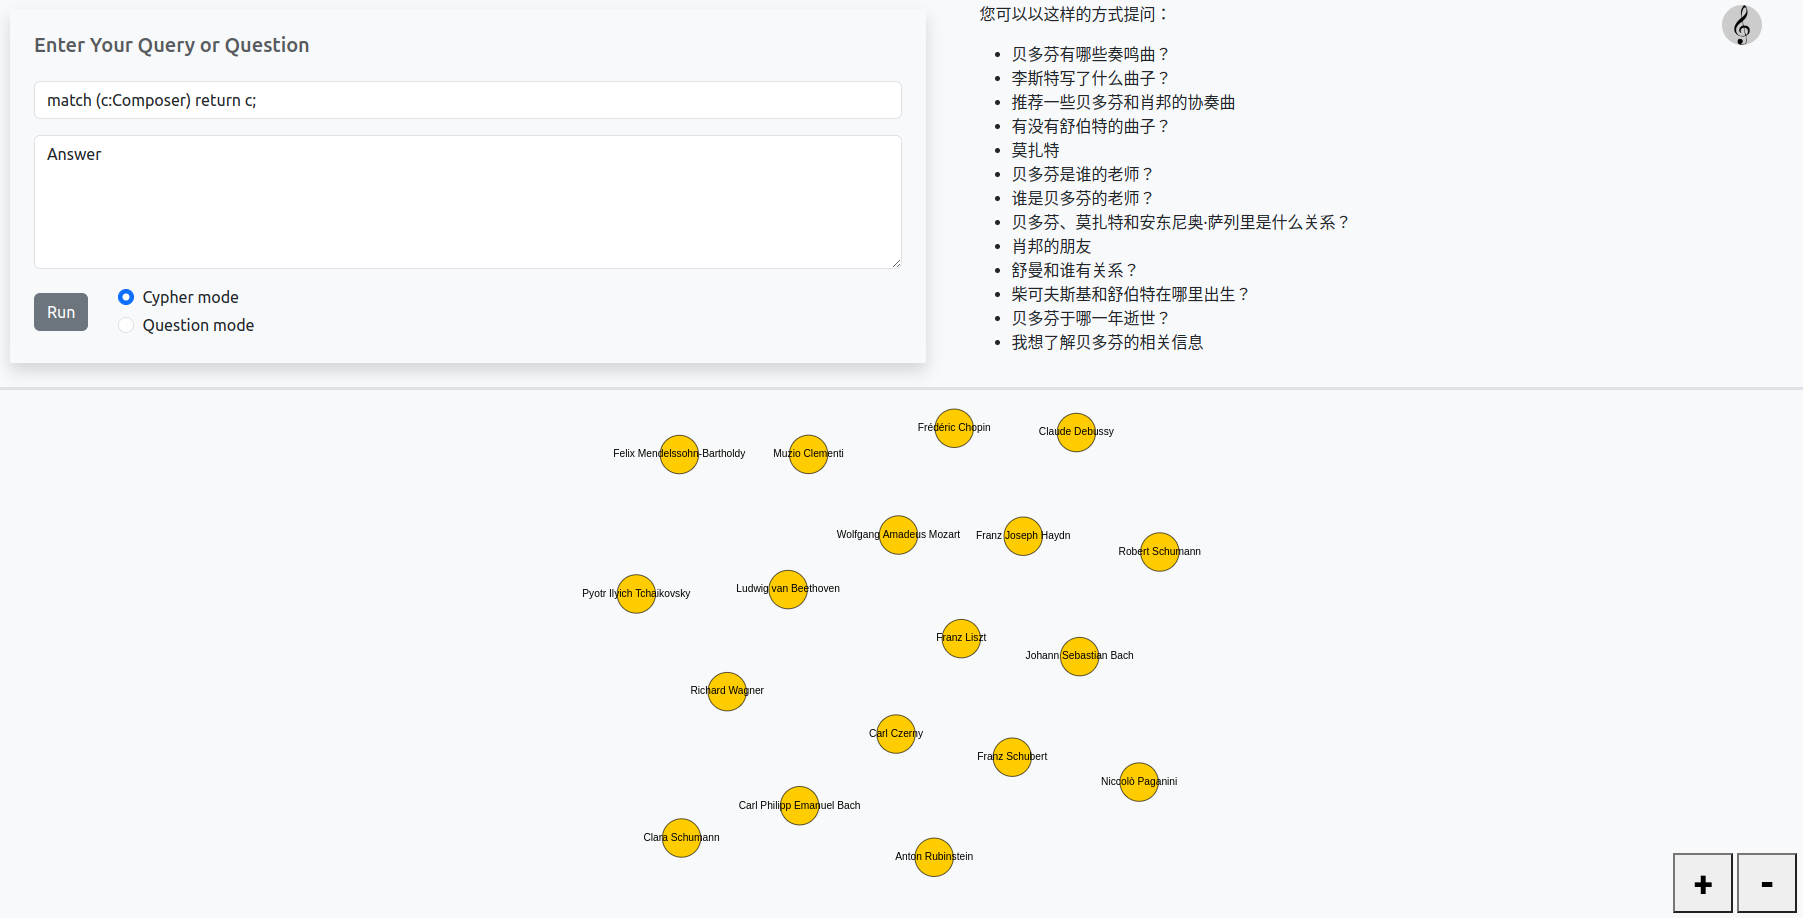 Enter Your Query or Question
match (c:Composer) return c;
Answer
Run
Cypher mode
Question mode
您可以以这样的方式提问：
贝多芬有哪些奏鸣曲？
李斯特写了什么曲子？
推荐一些贝多芬和肖邦的协奏曲
有没有舒伯特的曲子？
莫扎特
贝多芬是谁的老师？
谁是贝多芬的老师？
贝多芬、莫扎特和安东尼奥·萨列里是什么关系？
肖邦的朋友
舒曼和谁有关系？
柴可夫斯基和舒伯特在哪里出生？
贝多芬于哪一年逝世？
我想了解贝多芬的相关信息
Frédéric Chopin
Claude Debussy
Felix Mendelssohn-Bartholdy
Muzio Clementi
Wolfgang Amadeus Mozart
Franz Joseph Haydn
Robert Schumann
Pyotr Ilyich Tchaikovsky
Ludwig van Beethoven
Franz Liszt
Johann Sebastian Bach
Richard Wagner
Carl Czerny
Franz Schubert
Niccolò Paganini
Carl Philipp Emanuel Bach
Clara Schumann
Anton Rubinstein
+
-